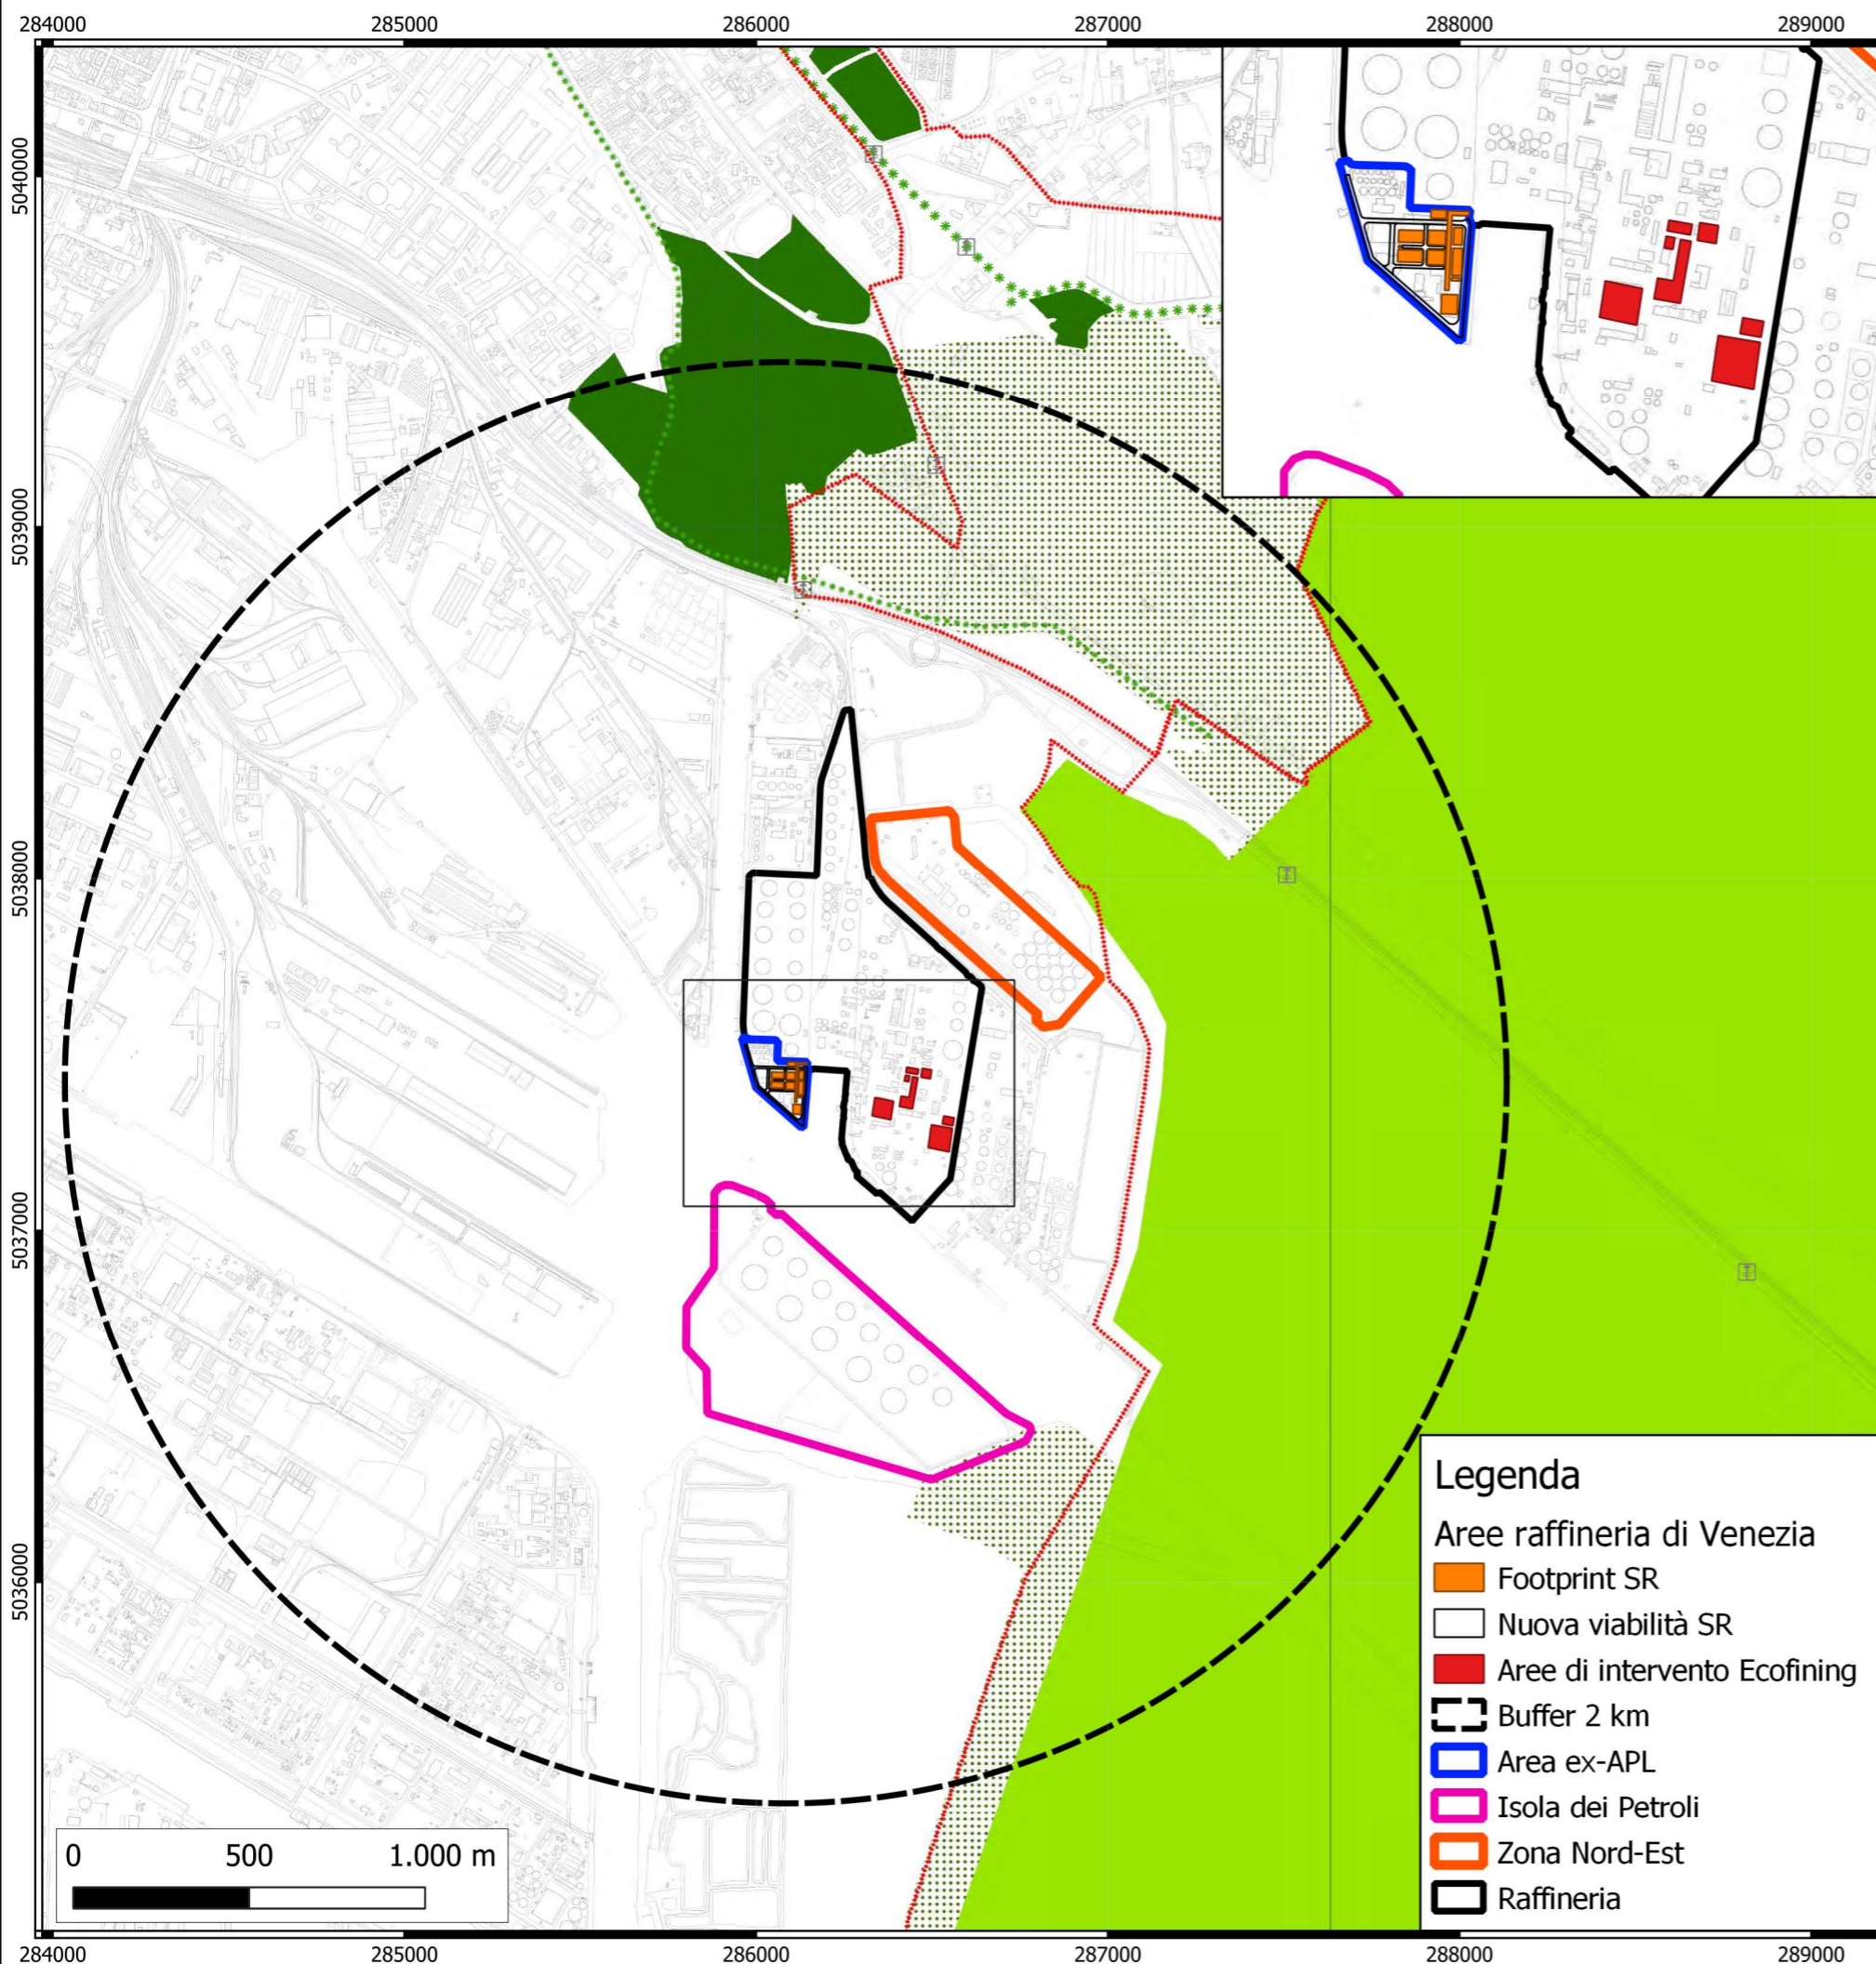 284000 285000 286000 287000 288000 289000
5040000
5039000
5038000
5037000
5036000
Legenda
Aree raffineria di Venezia
Footprint SR
Nuova viabilità SR
Aree di intervento Ecofining
Buffer 2 km
Area ex-APL
Isola dei Petroli
Zona Nord-Est
Raffineria
0 500 1.000 m
284000 285000 286000 287000 288000 289000